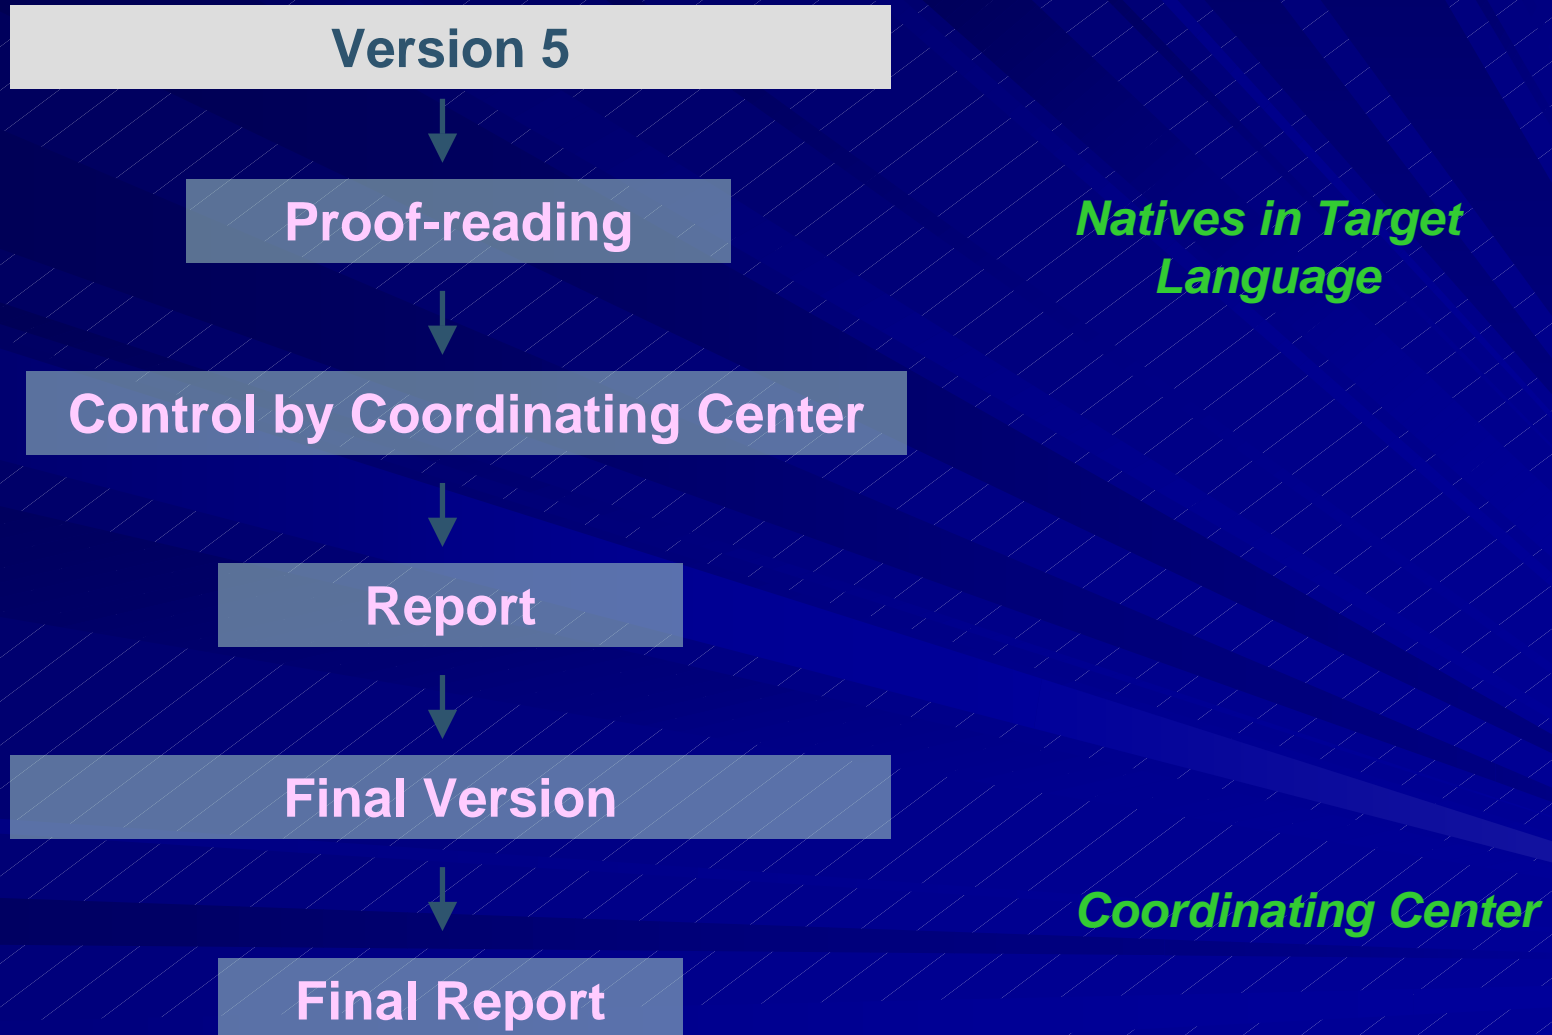 Version 5
Proof-reading
Natives in Target
Language
Control by Coordinating Center
Report
Final Version
Coordinating Center
Final Report